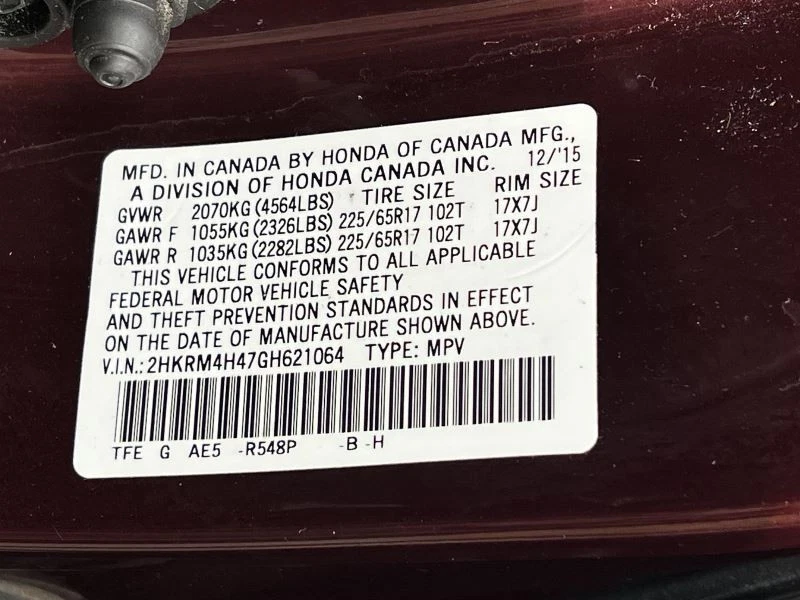 MFD. IN CANADA BY HONDA OF CANADA MFG.,
A DIVISION OF HONDA CANADA INC. 12/'15
GVWR 2070KG (4564LBS) TIRE SIZE RIM SIZE
GAWR F 1055KG (2326LBS) 225/65R17 102T 17X7J
GAWR R 1035KG (2282LBS) 225/65R17 102T 17X7J
THIS VEHICLE CONFORMS TO ALL APPLICABLE
FEDERAL MOTOR VEHICLE SAFETY
AND THEFT PREVENTION STANDARDS IN EFFECT
ON THE DATE OF MANUFACTURE SHOWN ABOVE.
V.I.N.: 2HKRM4H47GH621064 TYPE: MPV
TFE G AE5 -R548P -B -H